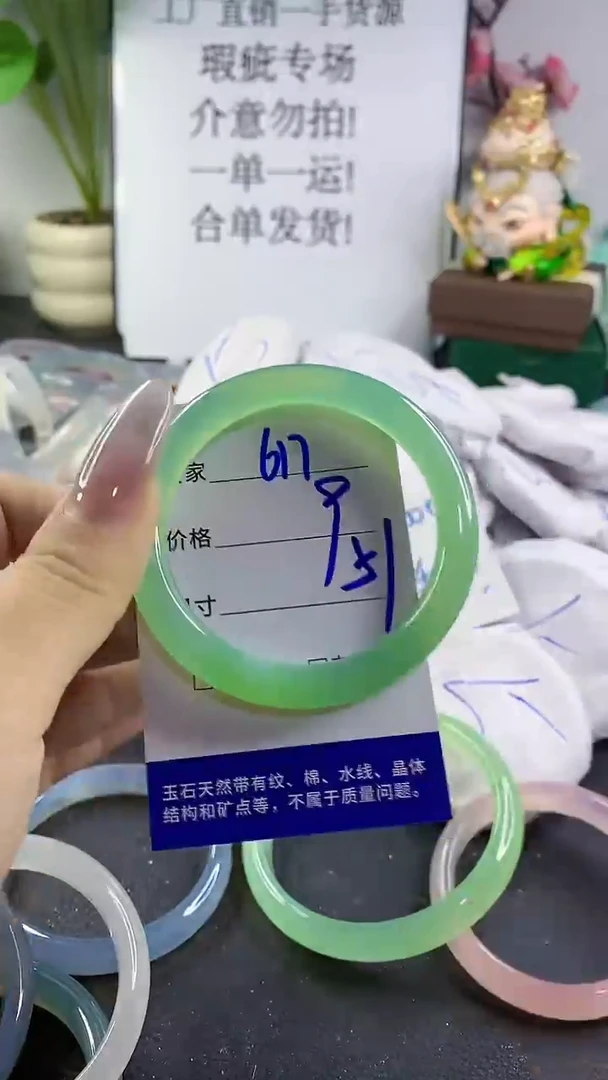 工厂直销一手货源
瑕疵专场
介意勿拍!
一单一运!
合单发货!
家 617
价格
寸 51
玉石天然带有纹、棉、水线、晶体
结构和矿点等，不属于质量问题。